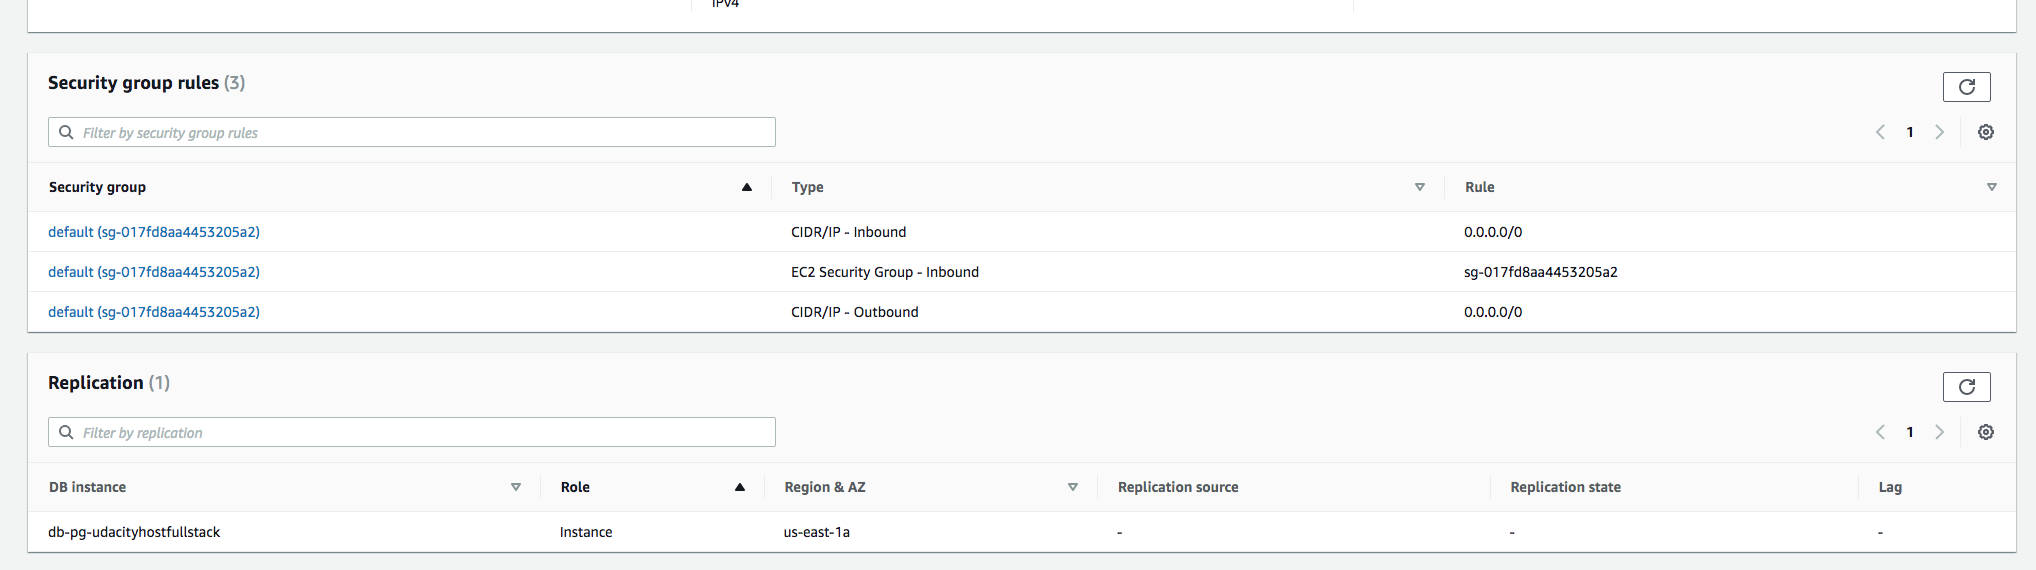 IPv4
Security group rules (3)
Filter by security group rules
1
Security group Type Rule
default (sg-017fd8aa4453205a2) CIDR/IP - Inbound 0.0.0.0/0
default (sg-017fd8aa4453205a2) EC2 Security Group - Inbound sg-017fd8aa4453205a2
default (sg-017fd8aa4453205a2) CIDR/IP - Outbound 0.0.0.0/0
Replication (1)
Filter by replication
1
DB instance Role Region & AZ Replication source Replication state Lag
db-pg-udacityhostfullstack Instance us-east-1a - - -